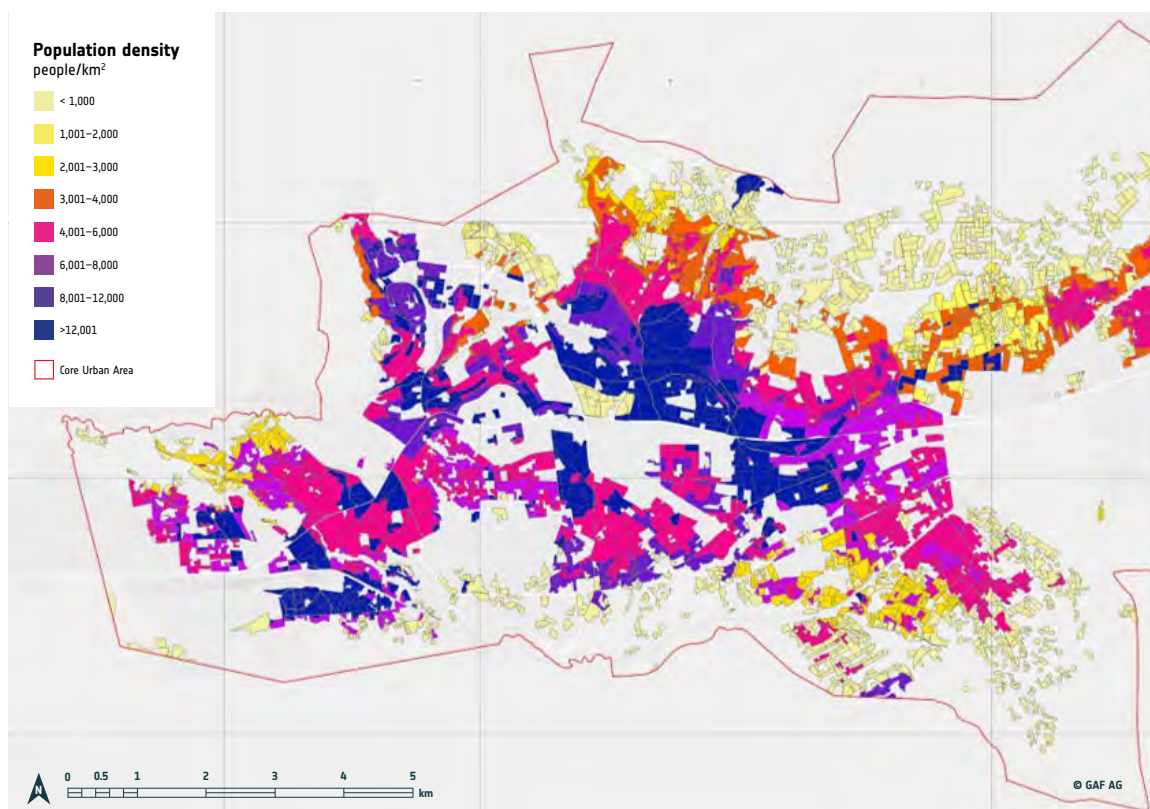 Population density
people/km²
< 1,000
1,001–2,000
2,001–3,000
3,001–4,000
4,001–6,000
6,001–8,000
8,001–12,000
>12,001
Core Urban Area
N
0 0.5 1 2 3 4 5
km
© GAF AG